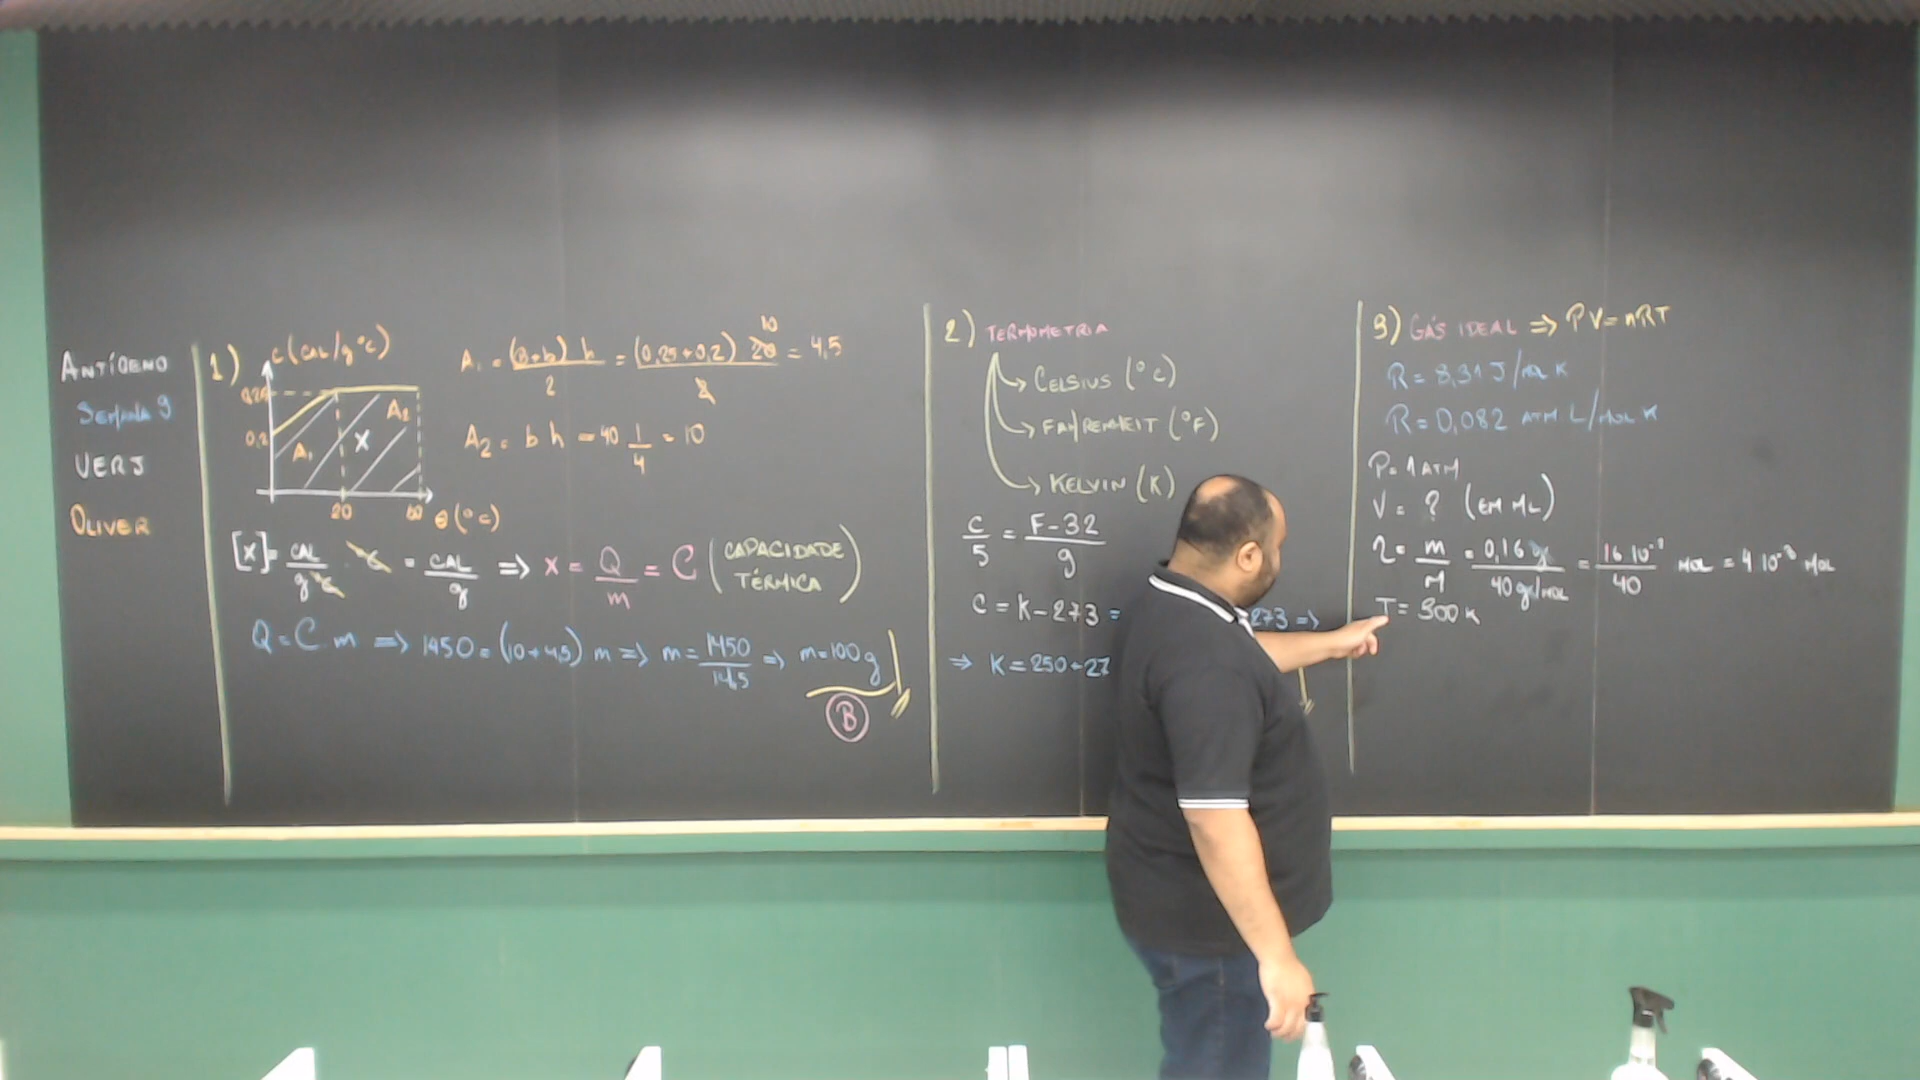 ANTÍGENO
SEMANA 9
UERJ
OLIVER
1)
C (CAL/g°C)
0,25
0,2
A₁
X
A₂
20
60
θ (°C)
A₁ = (B+b) h / 2 = (0,25+0,2) 20 / 2 = 4,5
10
A₂ = b h = 40 1/4 = 10
[X] = CAL / g°C · °C = CAL / g => X = Q / m = C (CAPACIDADE TÉRMICA)
Q = C m => 1450 = (10+4,5) m => m = 1450 / 14,5 => m = 100 g
B
2) TERMOMETRIA
CELSIUS (°C)
FAHRENHEIT (°F)
KELVIN (K)
C / 5 = F-32 / 9
C = K-273 =
273 =>
=> K = 250+27
3) GÁS IDEAL => PV = nRT
R = 8,31 J/MOL K
R = 0,082 ATM L/MOL K
P = 1 ATM
V = ? (EM ML)
n = m / M = 0,16 g / 40 g/MOL = 16 10⁻² / 40 MOL = 4 10⁻³ MOL
T = 300 K